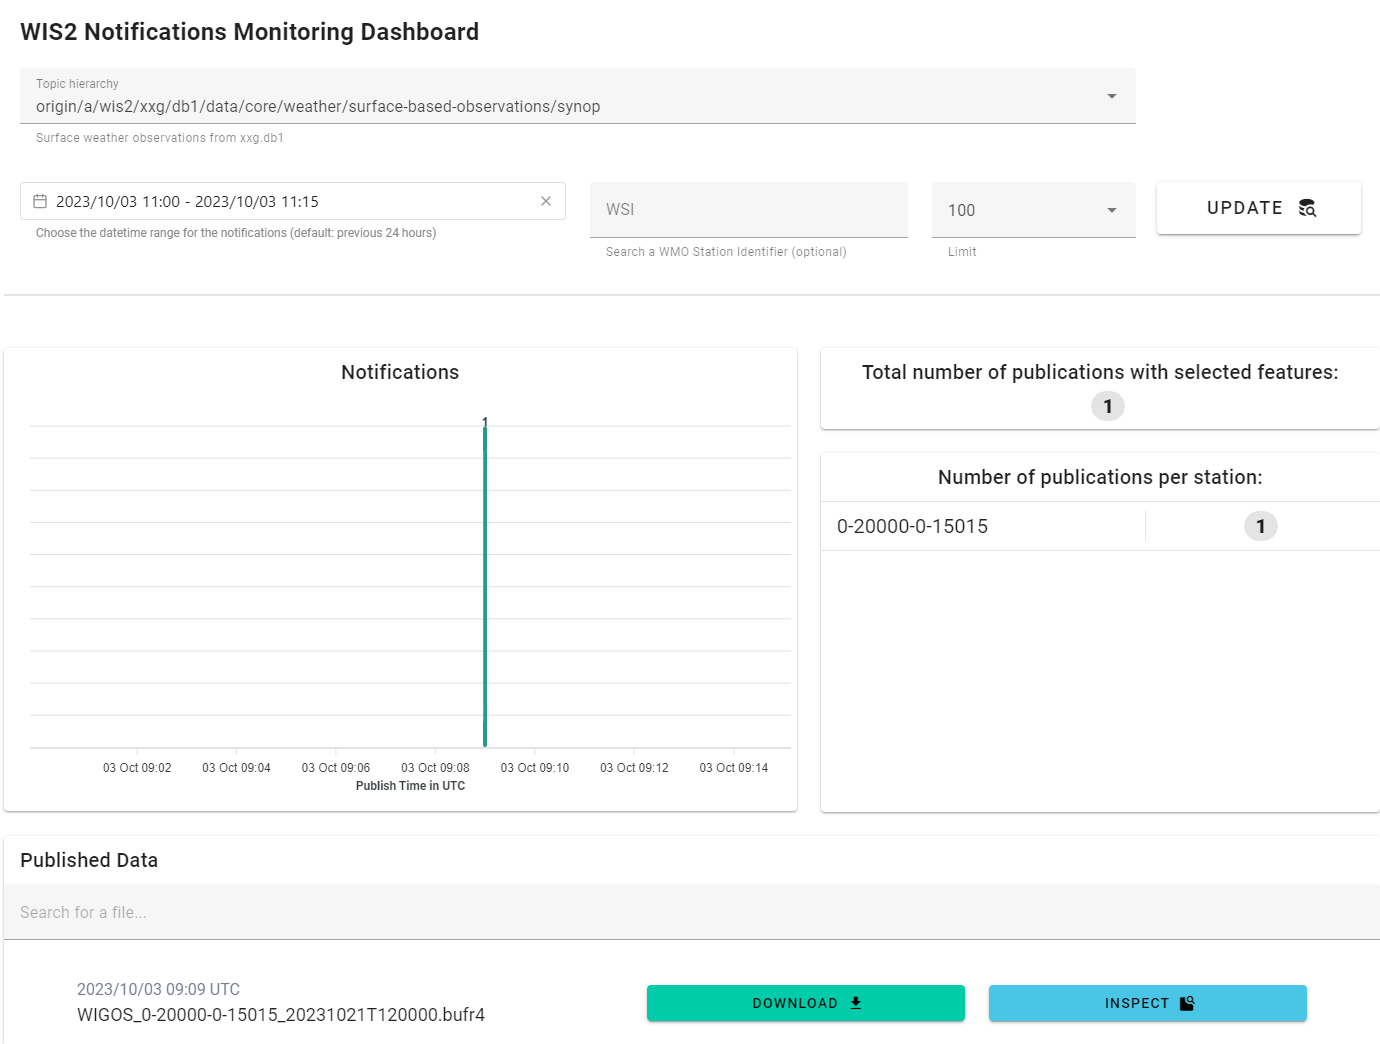 WIS2 Notifications Monitoring Dashboard
Topic hierarchy
origin/a/wis2/xxg/db1/data/core/weather/surface-based-observations/synop
Surface weather observations from xxg.db1
2023/10/03 11:00 - 2023/10/03 11:15
Choose the datetime range for the notifications (default: previous 24 hours)
WSI
Search a WMO Station Identifier (optional)
100
Limit
UPDATE
Notifications
1
03 Oct 09:02 03 Oct 09:04 03 Oct 09:06 03 Oct 09:08 03 Oct 09:10 03 Oct 09:12 03 Oct 09:14
Publish Time in UTC
Total number of publications with selected features:
1
Number of publications per station:
0-20000-0-15015 1
Published Data
Search for a file...
2023/10/03 09:09 UTC
WIGOS_0-20000-0-15015_20231021T120000.bufr4
DOWNLOAD
INSPECT